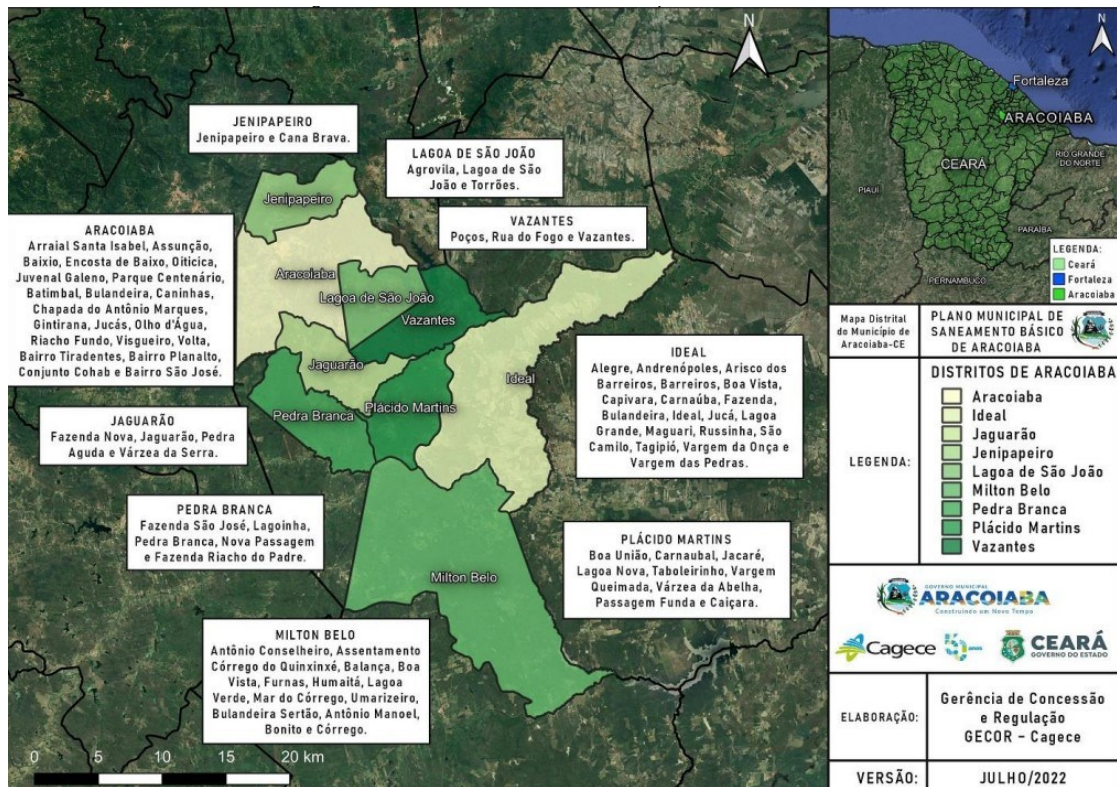 JENIPAPEIRO
Jenipapeiro e Cana Brava.
LAGOA DE SÃO JOÃO
Agrovila, Lagoa de São
João e Torrões.
VAZANTES
Poços, Rua do Fogo e Vazantes.
ARACOIABA
Arraial Santa Isabel, Assunção,
Baixio, Encosta de Baixo, Oiticica,
Juvenal Galeno, Parque Centenário,
Batimbal, Bulandeira, Caninhas,
Chapada do Antônio Marques,
Gintirana, Jucás, Olho d'Água,
Riacho Fundo, Visgueiro, Volta,
Bairro Tiradentes, Bairro Planalto,
Conjunto Cohab e Bairro São José.
IDEAL
Alegre, Andrenópoles, Arisco dos
Barreiros, Barreiros, Boa Vista,
Capivara, Carnaúba, Fazenda,
Bulandeira, Ideal, Jucá, Lagoa
Grande, Maguari, Russinha, São
Camilo, Tagipió, Vargem da Onça e
Vargem das Pedras.
JAGUARÃO
Fazenda Nova, Jaguarão, Pedra
Aguda e Várzea da Serra.
PEDRA BRANCA
Fazenda São José, Lagoinha,
Pedra Branca, Nova Passagem
e Fazenda Riacho do Padre.
PLÁCIDO MARTINS
Boa União, Carnaubal, Jacaré,
Lagoa Nova, Taboleirinho, Vargem
Queimada, Várzea da Abelha,
Passagem Funda e Caiçara.
MILTON BELO
Antônio Conselheiro, Assentamento
Córrego do Quinxinxé, Balança, Boa
Vista, Furnas, Humaitá, Lagoa
Verde, Mar do Córrego, Umarizeiro,
Bulandeira Sertão, Antônio Manoel,
Bonito e Córrego.
Jenipapeiro
Aracoiaba
Lagoa de São João
Vazantes
Jaguarão
Ideal
Pedra Branca
Plácido Martins
Milton Belo
N
0 5 10 15 20 km
N
Fortaleza
ARACOIABA
CEARÁ
RIO GRANDE
DO NORTE
PIAUÍ
PARAÍBA
PERNAMBUCO
LEGENDA:
Ceará
Fortaleza
Aracoiaba
Mapa Distrital
do Município de
Aracoiaba-CE
PLANO MUNICIPAL DE
SANEAMENTO BÁSICO
DE ARACOIABA
LEGENDA:
DISTRITOS DE ARACOIABA
Aracoiaba
Ideal
Jaguarão
Jenipapeiro
Lagoa de São João
Milton Belo
Pedra Branca
Plácido Martins
Vazantes
GOVERNO MUNICIPAL
ARACOIABA
Construindo um Novo Tempo
Cagece
50 anos
CEARÁ
GOVERNO DO ESTADO
ELABORAÇÃO:
Gerência de Concessão
e Regulação
GECOR - Cagece
VERSÃO:
JULHO/2022